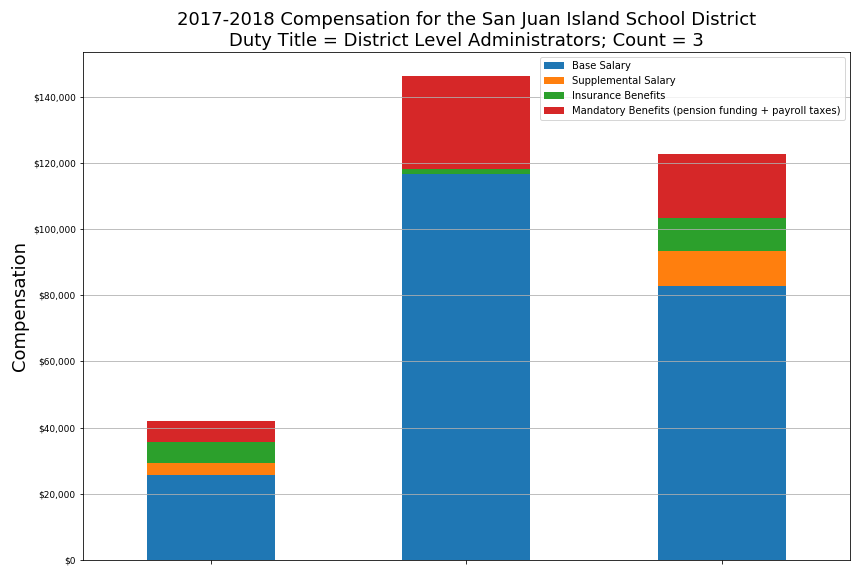 2017-2018 Compensation for the San Juan Island School District
Duty Title = District Level Administrators; Count = 3
Base Salary
Supplemental Salary
Insurance Benefits
Mandatory Benefits (pension funding + payroll taxes)
Compensation
$140,000
$120,000
$100,000
$80,000
$60,000
$40,000
$20,000
$0